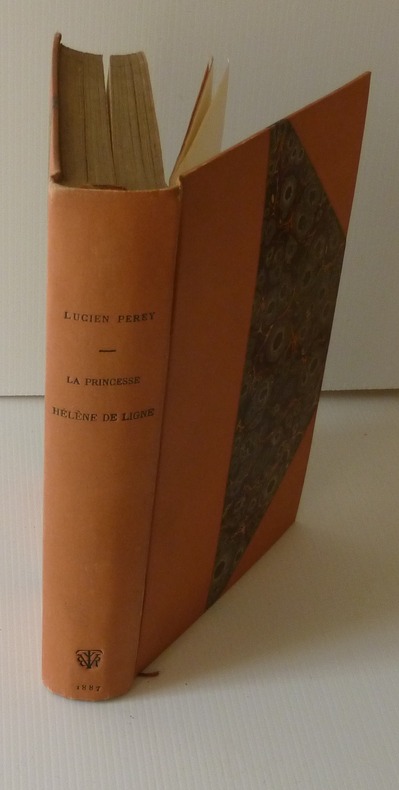 LUCIEN PEREY
—
LA PRINCESSE
HÉLÈNE DE LIGNE
1887